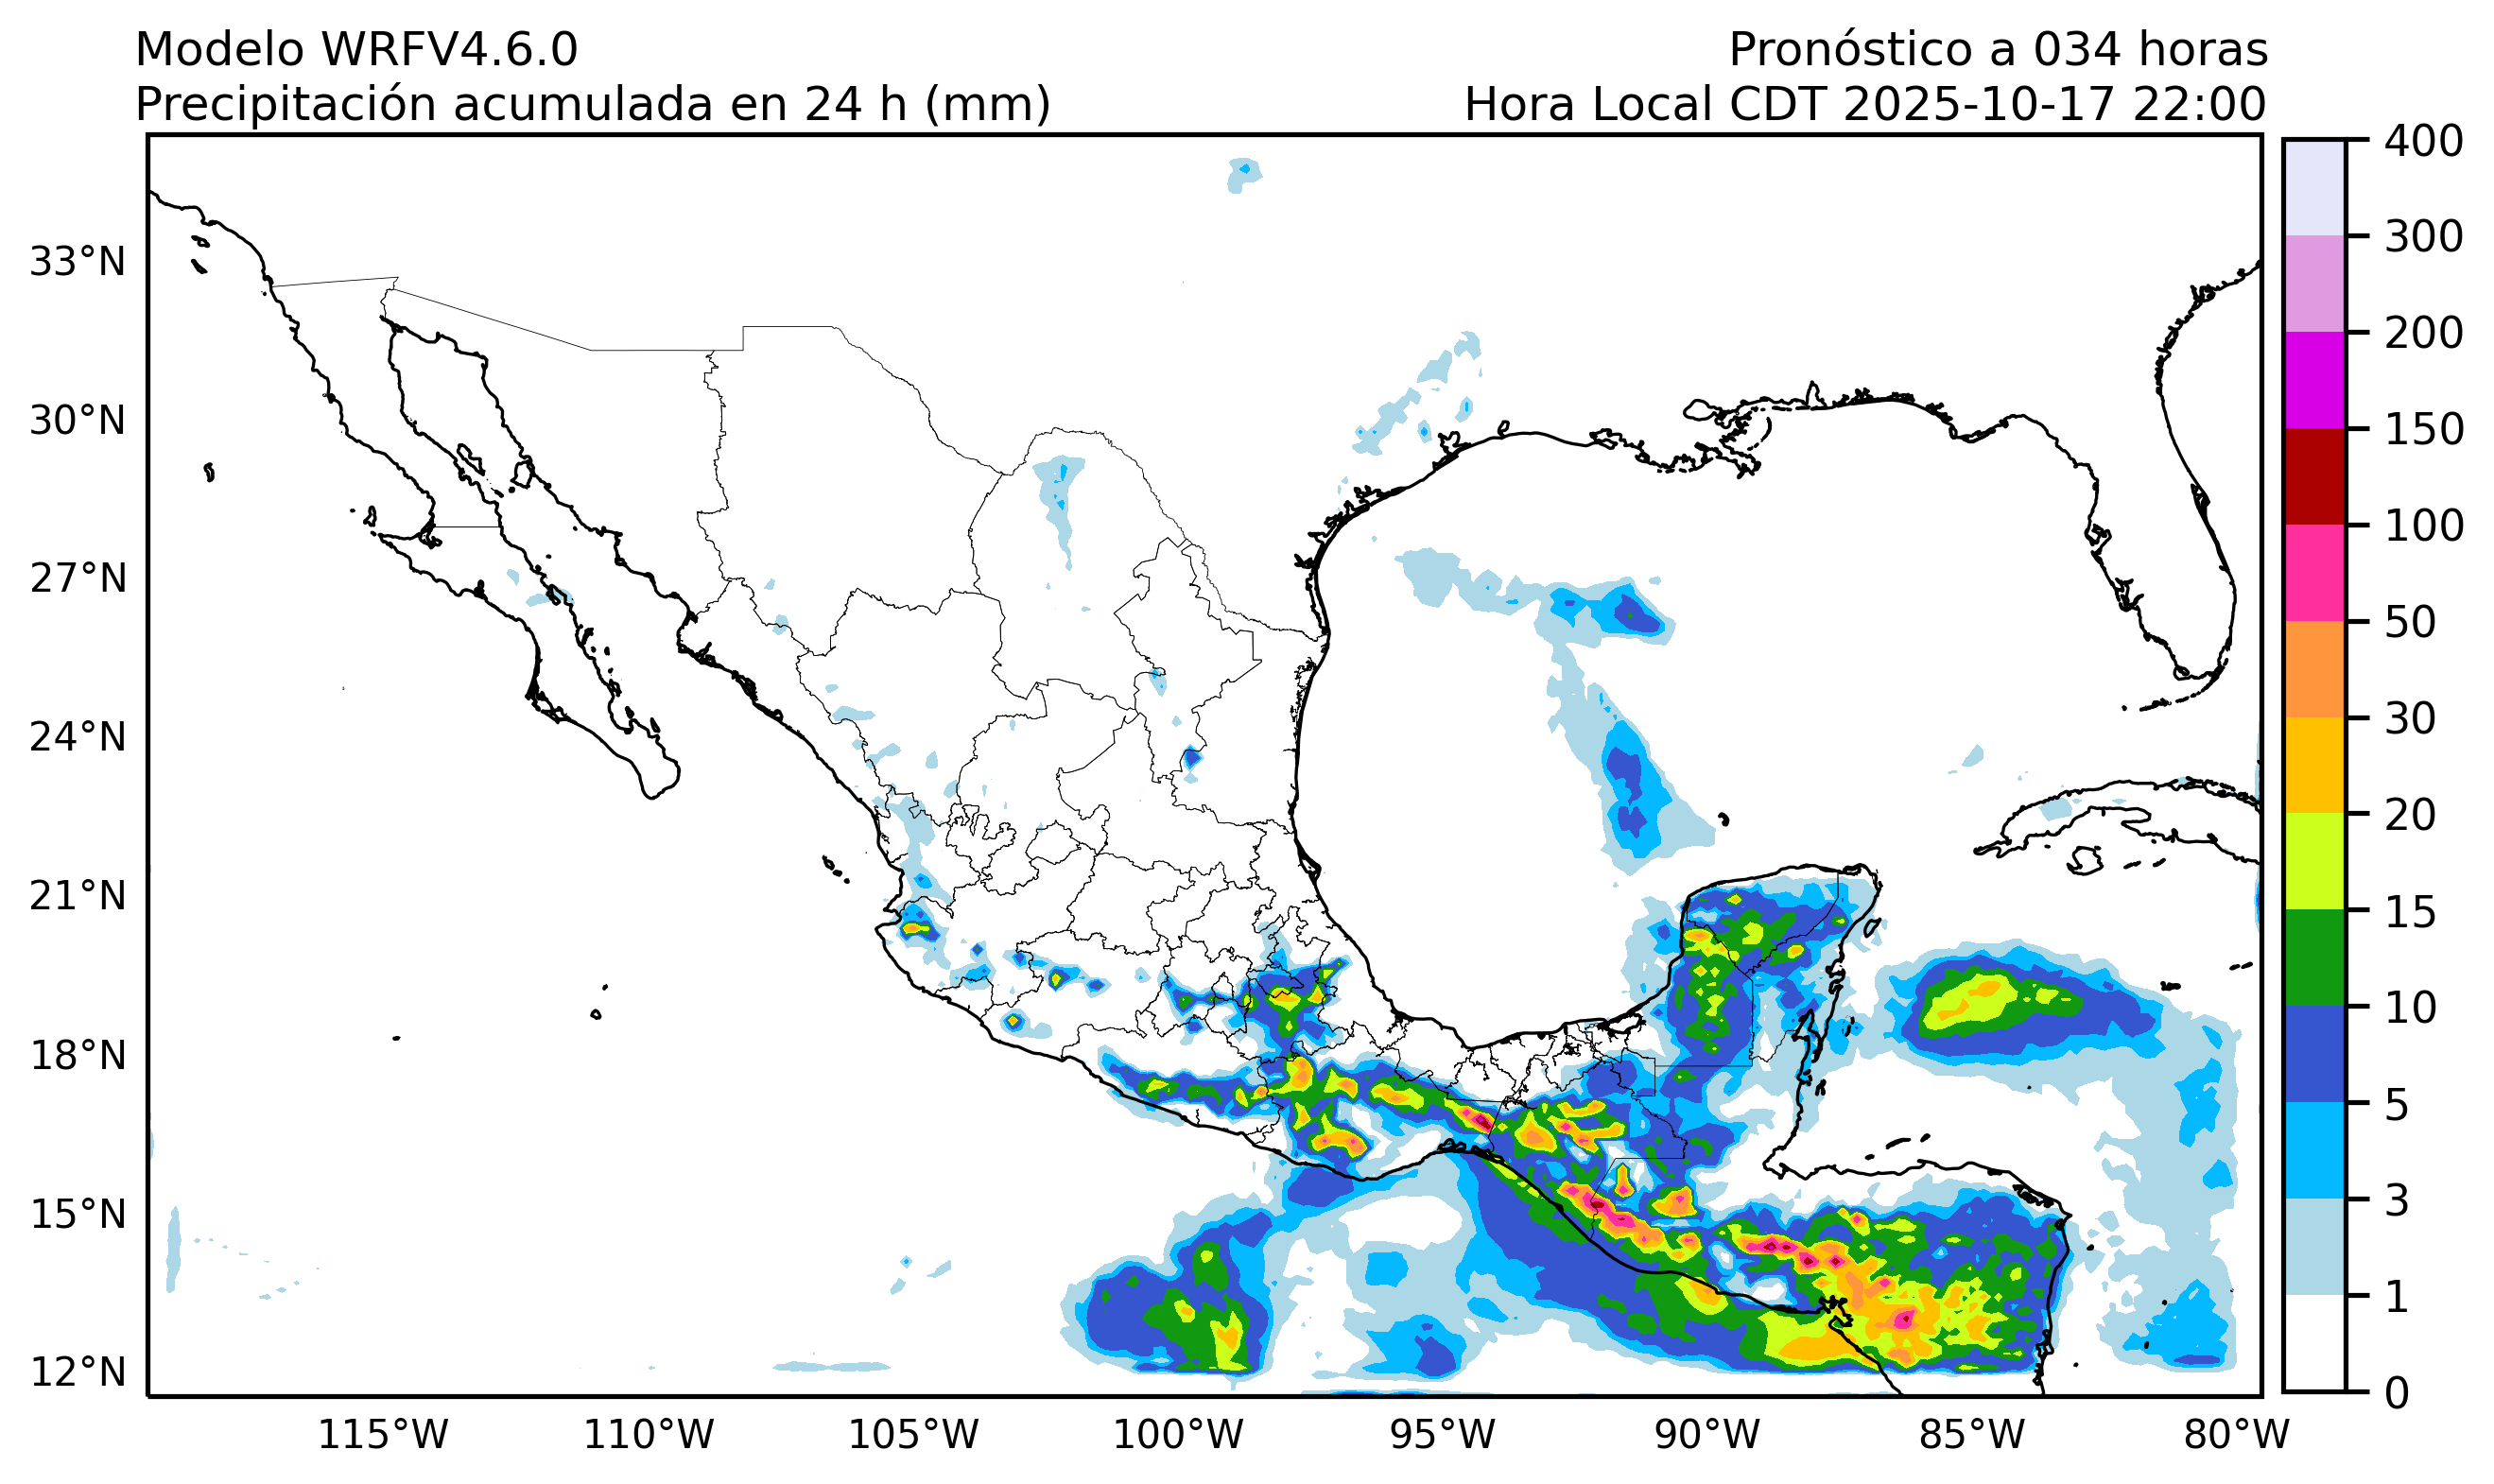 Modelo WRFV4.6.0
Pronóstico a 034 horas
Precipitación acumulada en 24 h (mm)
Hora Local CDT 2025-10-17 22:00
33°N
30°N
27°N
24°N
21°N
18°N
15°N
12°N
115°W
110°W
105°W
100°W
95°W
90°W
85°W
80°W
400
300
200
150
100
50
30
20
15
10
5
3
1
0